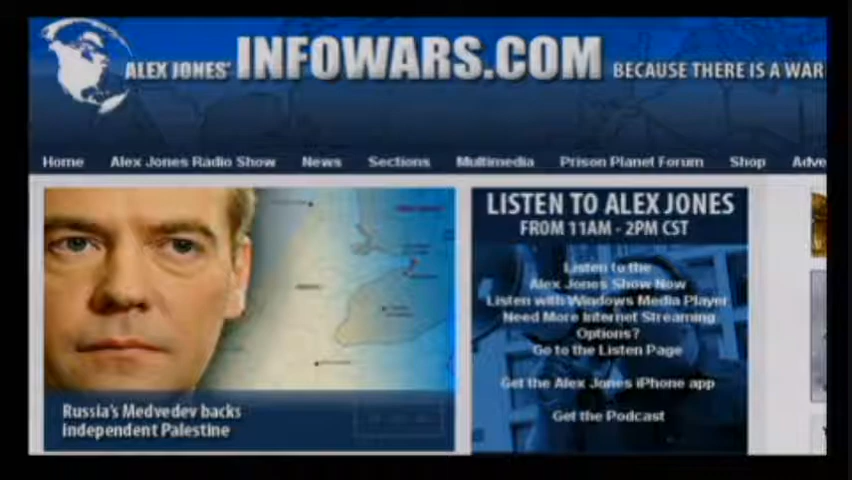 ALEX JONES' INFOWARS.COM BECAUSE THERE IS A WAR
Home Alex Jones Radio Show News Sections Multimedia Prison Planet Forum Shop Adve
LISTEN TO ALEX JONES
FROM 11AM - 2PM CST
Listen to the
Alex Jones Show Now
Listen with Windows Media Player
Need More Internet Streaming
Options?
Go to the Listen Page
Get the Alex Jones iPhone app
Get the Podcast
Russia's Medvedev backs
independent Palestine